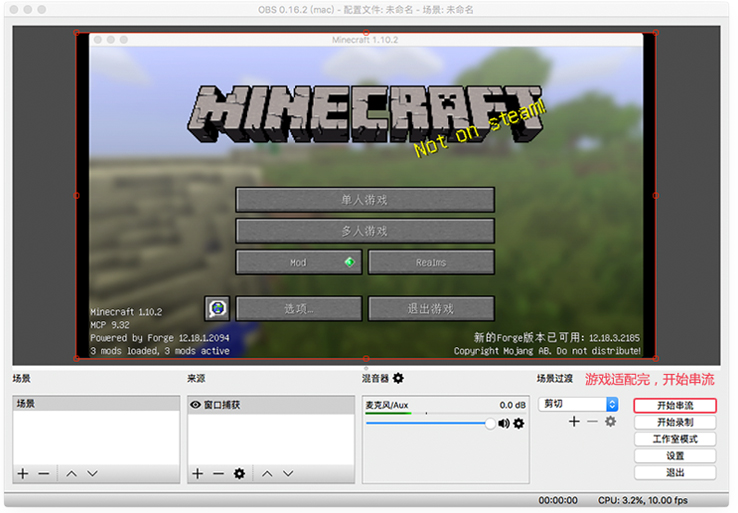 OBS 0.16.2 (mac) - 配置文件: 未命名 - 场景: 未命名
Minecraft 1.10.2
MINECRAFT
Not on steam!
单人游戏
多人游戏
Mod
Realms
选项...
退出游戏
Minecraft 1.10.2
MCP 9.32
Powered by Forge 12.18.1.2094
3 mods loaded, 3 mods active
新的Forge版本已可用: 12.18.3.2185
Copyright Mojang AB. Do not distribute!
场景
来源
混音器
场景过渡
游戏适配完，开始串流
场景
窗口捕获
麦克风/Aux
0.0 dB
剪切
开始串流
开始录制
工作室模式
设置
退出
00:00:00
CPU: 3.2%, 10.00 fps